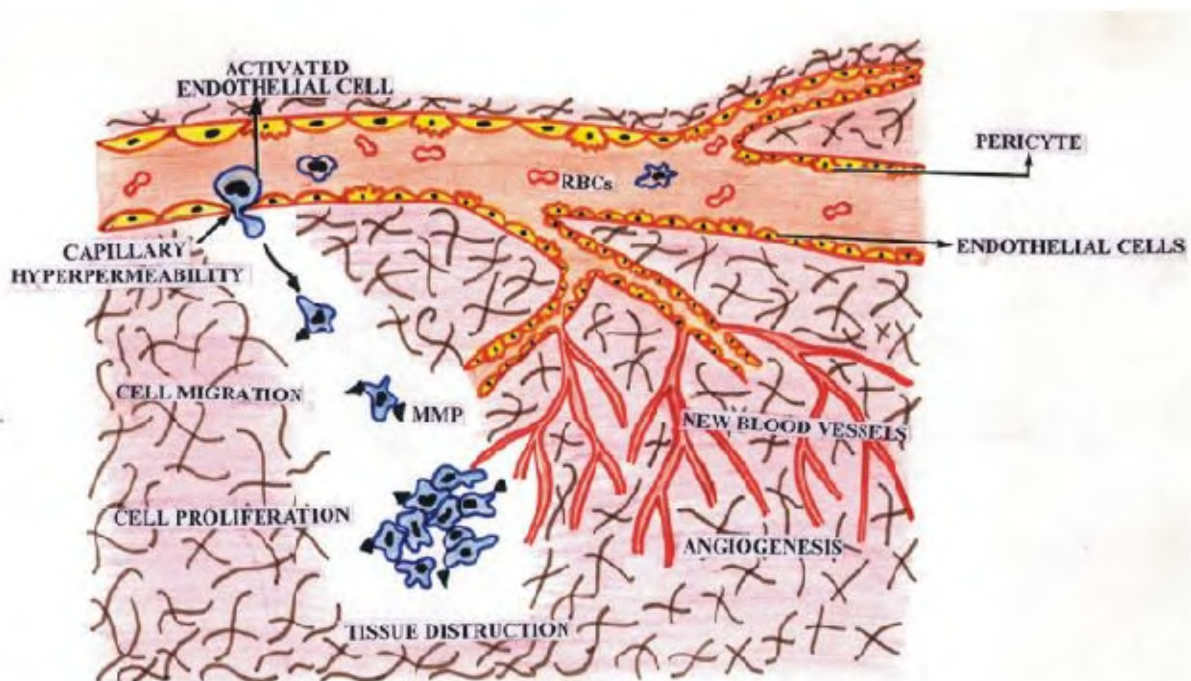 ACTIVATED
ENDOTHELIAL CELL
PERICYTE
RBCs
ENDOTHELIAL CELLS
CAPILLARY
HYPERPERMEABILITY
CELL MIGRATION
MMP
NEW BLOOD VESSELS
CELL PROLIFERATION
ANGIOGENESIS
TISSUE DISTRUCTION